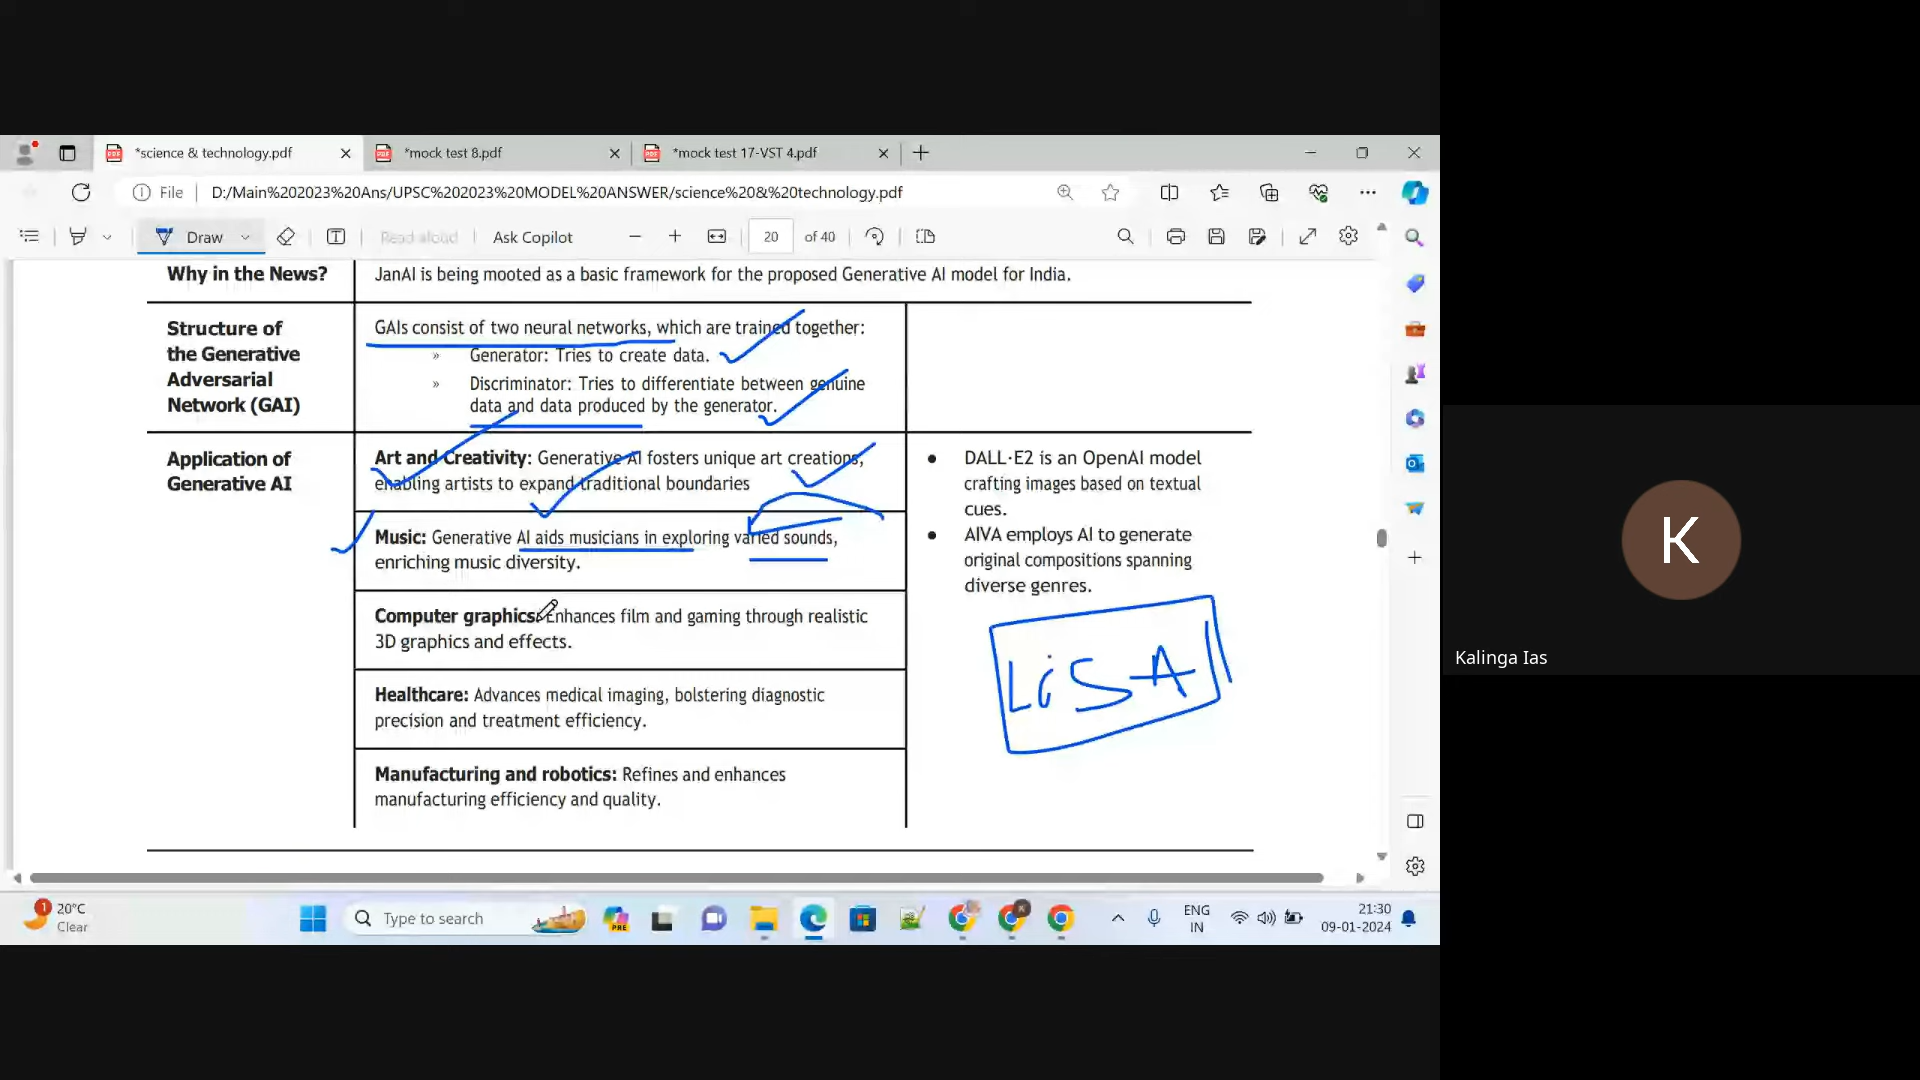 *science & technology.pdf
*mock test 8.pdf
*mock test 17-VST 4.pdf
File
D:/Main%202023%20Ans/UPSC%202023%20MODEL%20ANSWER/science%20&%20technology.pdf
Draw
Read aloud
Ask Copilot
20
of 40
Why in the News?
JanAI is being mooted as a basic framework for the proposed Generative AI model for India.
Structure of
the Generative
Adversarial
Network (GAI)
GAIs consist of two neural networks, which are trained together:
» Generator: Tries to create data.
» Discriminator: Tries to differentiate between genuine
data and data produced by the generator.
Application of
Generative AI
Art and Creativity: Generative AI fosters unique art creations,
enabling artists to expand traditional boundaries
Music: Generative AI aids musicians in exploring varied sounds,
enriching music diversity.
Computer graphics: Enhances film and gaming through realistic
3D graphics and effects.
Healthcare: Advances medical imaging, bolstering diagnostic
precision and treatment efficiency.
Manufacturing and robotics: Refines and enhances
manufacturing efficiency and quality.
• DALL·E2 is an OpenAI model
crafting images based on textual
cues.
• AIVA employs AI to generate
original compositions spanning
diverse genres.
LiSA
K
Kalinga Ias
1
20°C
Clear
Type to search
PRE
K
ENG
IN
21:30
09-01-2024